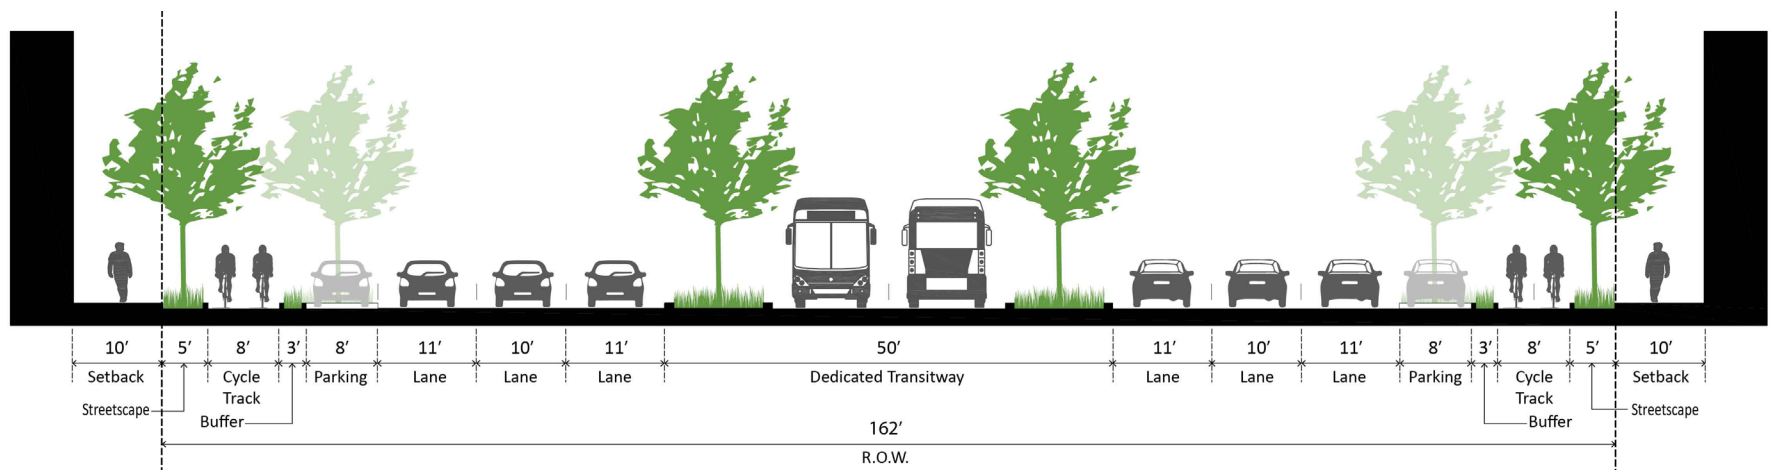 10′ 5′ 8′ 3′ 8′ 11′ 10′ 11′ 50′ 11′ 10′ 11′ 8′ 3′ 8′ 5′ 10′
Setback Cycle Parking Lane Lane Lane Dedicated Transitway Lane Lane Lane Parking Cycle Setback
Track Track
Streetscape Streetscape
Buffer Buffer
162′
R.O.W.